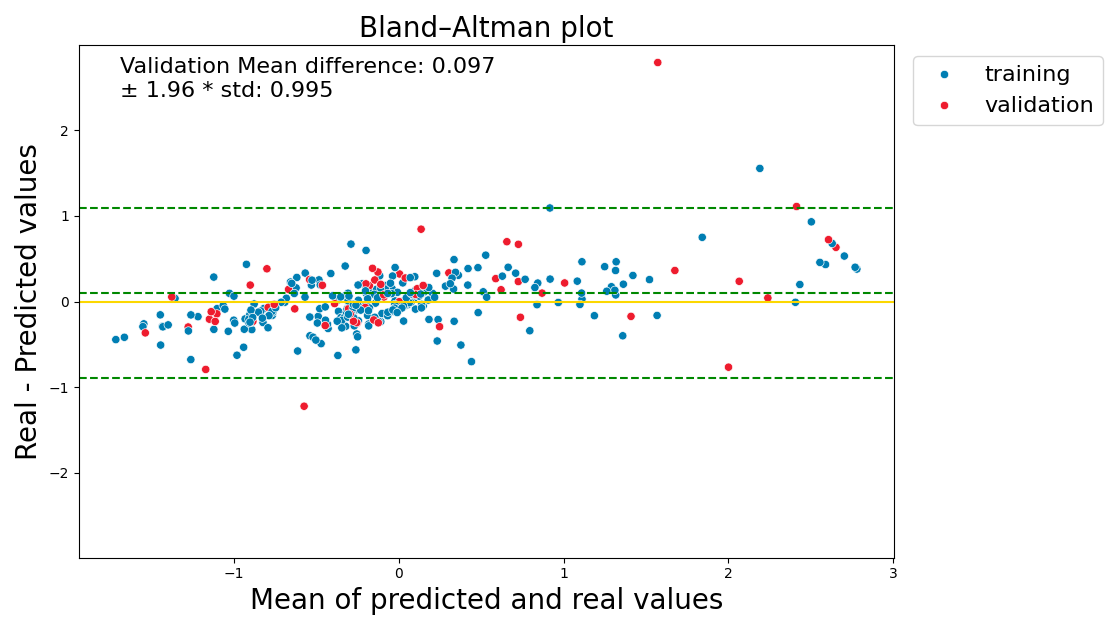 Bland–Altman plot
Validation Mean difference: 0.097
± 1.96 * std: 0.995
training
validation
Real - Predicted values
2
1
0
−1
−2
−1
0
1
2
3
Mean of predicted and real values